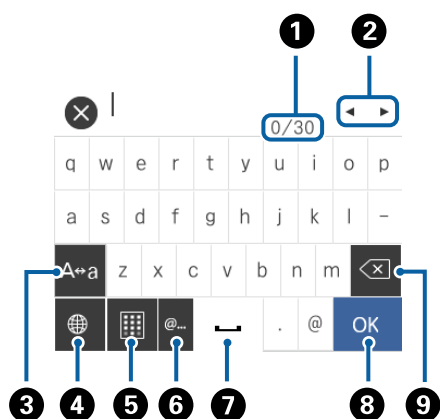 1 2
0/30 ◄ ►
q w e r t y u i o p
a s d f g h j k l -
A↔a z x c v b n m
@... . @ OK
3 4 5 6 7 8 9